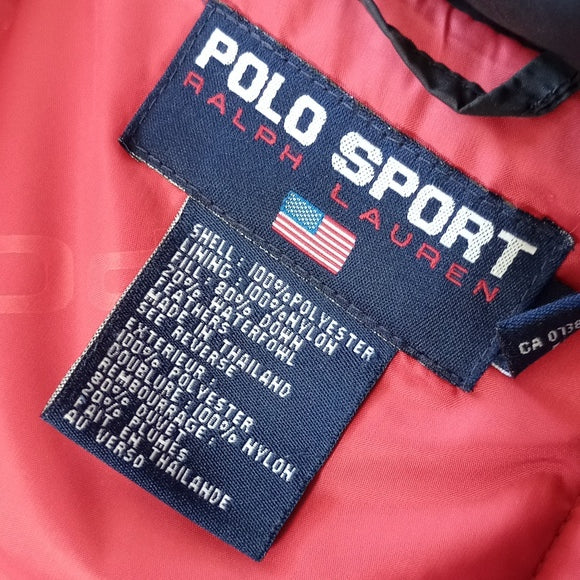 POLO SPORT
RALPH LAUREN
SHELL : 100%POLYESTER
LINING : 100%NYLON
FILL: 80% DOWN
20% WATERFOWL
FEATHERS
MADE IN THAILAND
SEE REVERSE
EXTERIEUR :
100% POLYESTER
DOUBLURE : 100% NYLON
REMBOURRAGE :
80% DUVET
20% PLUMES
FAIT EN THAILANDE
AU VERSO
CA 0736